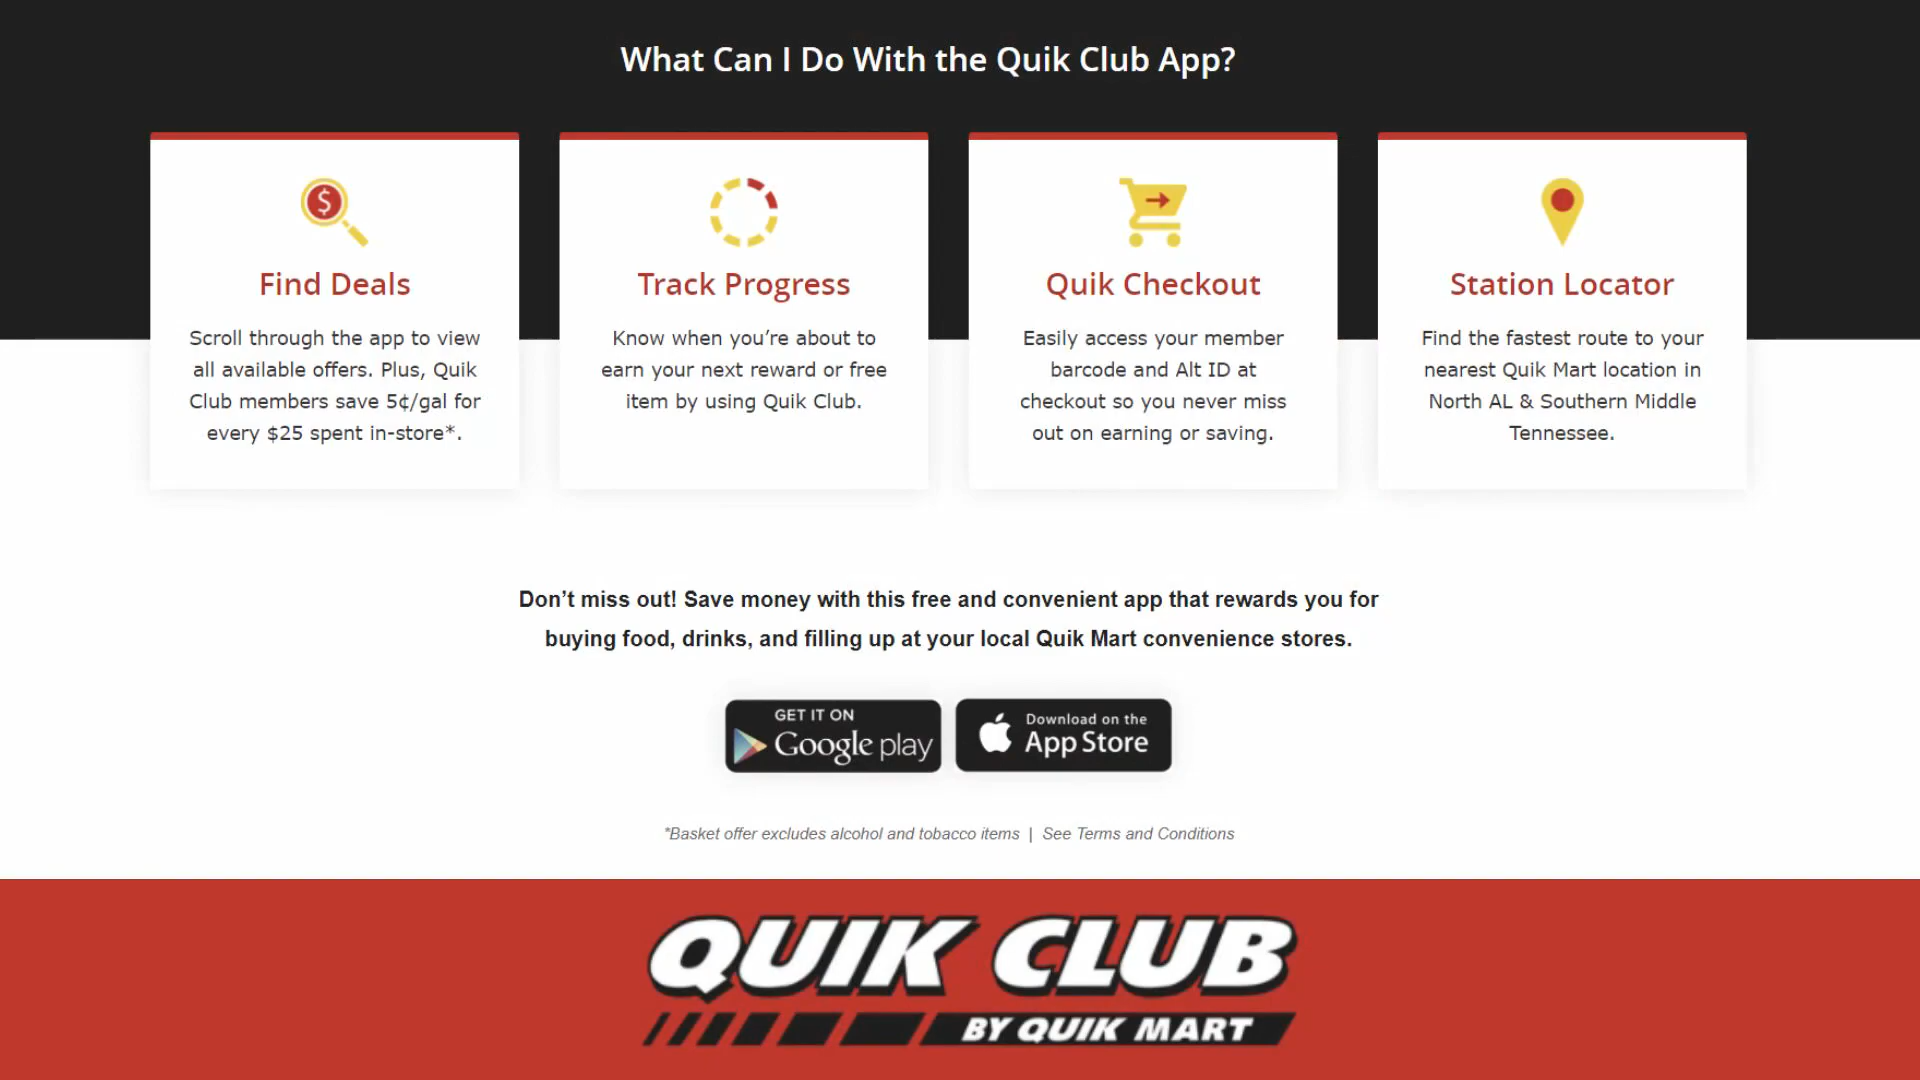 What Can I Do With the Quik Club App?
$
Find Deals
Scroll through the app to view
all available offers. Plus, Quik
Club members save 5¢/gal for
every $25 spent in-store*.
Track Progress
Know when you’re about to
earn your next reward or free
item by using Quik Club.
Quik Checkout
Easily access your member
barcode and Alt ID at
checkout so you never miss
out on earning or saving.
Station Locator
Find the fastest route to your
nearest Quik Mart location in
North AL & Southern Middle
Tennessee.
Don’t miss out! Save money with this free and convenient app that rewards you for
buying food, drinks, and filling up at your local Quik Mart convenience stores.
GET IT ON
Google play
Download on the
App Store
*Basket offer excludes alcohol and tobacco items | See Terms and Conditions
QUIK CLUB
BY QUIK MART